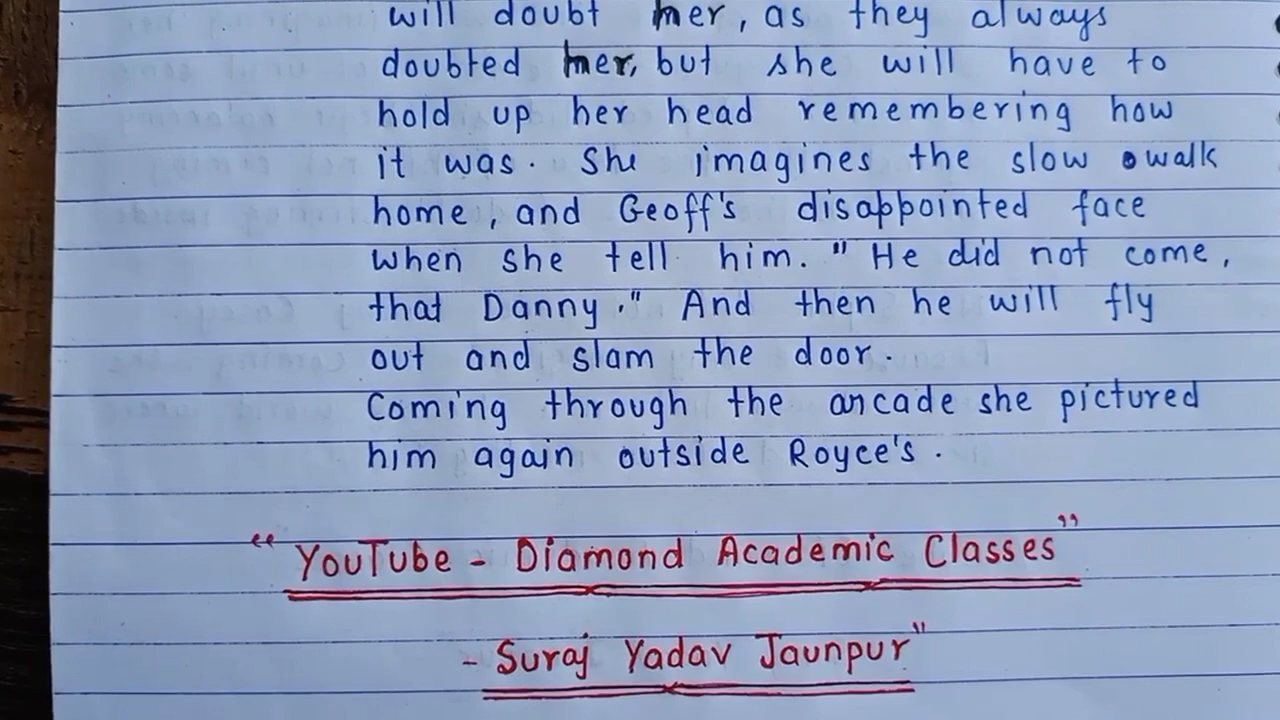 will doubt her, as they always
doubted her, but she will have to
hold up her head remembering how
it was. She imagines the slow walk
home, and Geoff's disappointed face
when she tell him. " He did not come,
that Danny." And then he will fly
out and slam the door.
Coming through the arcade she pictured
him again outside Royce's.
“ YouTube - Diamond Academic Classes”
- Suraj Yadav Jaunpur"